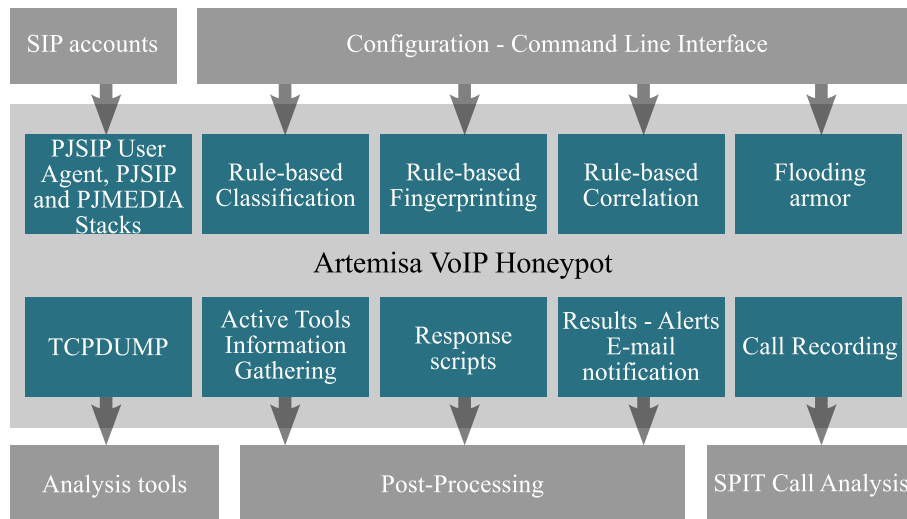 SIP accounts
Configuration - Command Line Interface
PJSIP User
Agent, PJSIP
and PJMEDIA
Stacks
Rule-based
Classification
Rule-based
Fingerprinting
Rule-based
Correlation
Flooding
armor
Artemisa VoIP Honeypot
TCPDUMP
Active Tools
Information
Gathering
Response
scripts
Results - Alerts
E-mail
notification
Call Recording
Analysis tools
Post-Processing
SPIT Call Analysis